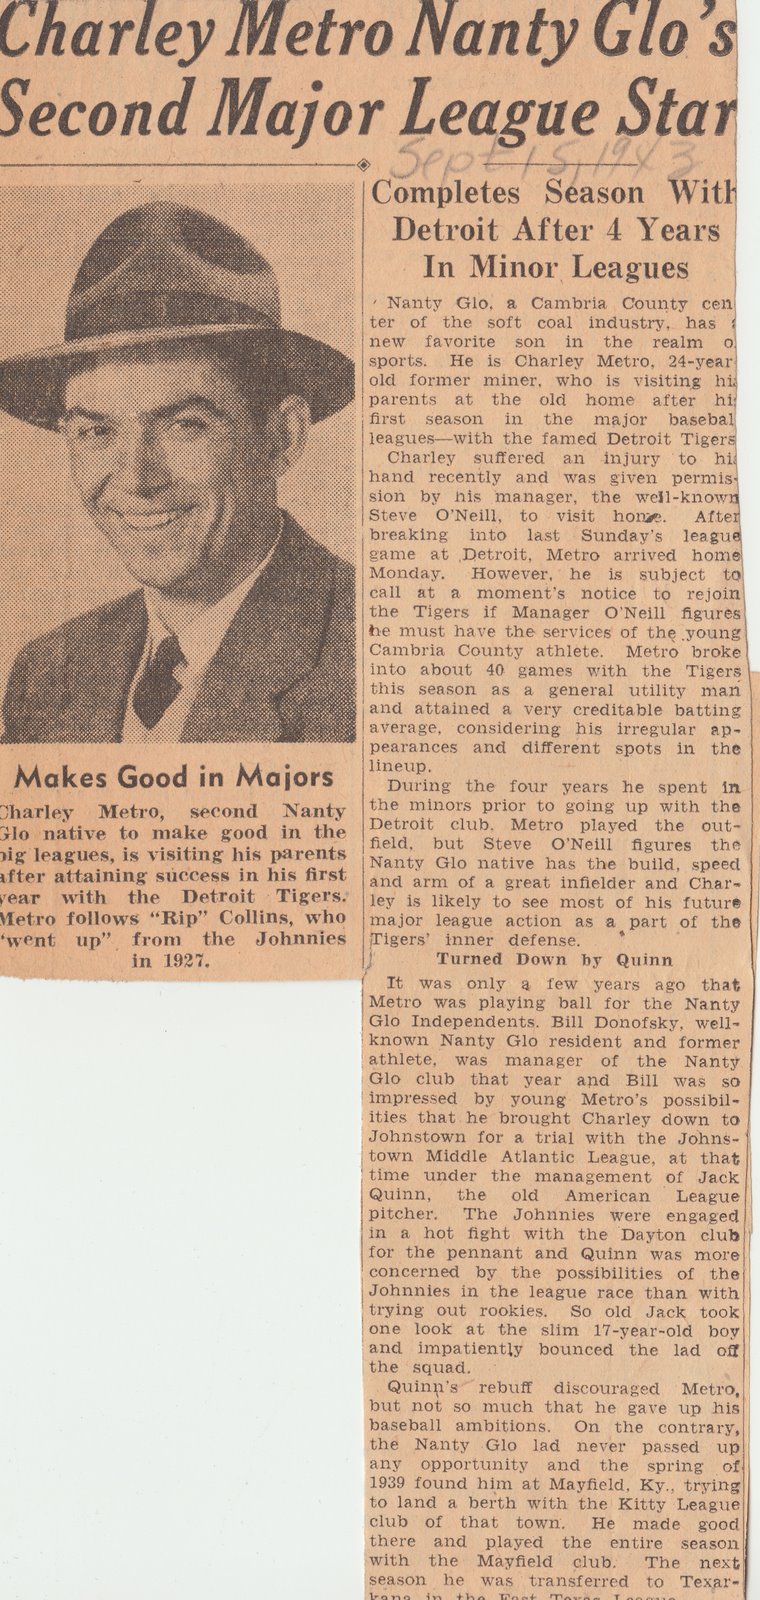 Charley Metro Nanty Glo's
Second Major League Star
Sept 15, 1943
Makes Good in Majors
Charley Metro, second Nanty
Glo native to make good in the
big leagues, is visiting his parents
after attaining success in his first
year with the Detroit Tigers.
Metro follows "Rip" Collins, who
"went up" from the Johnnies
in 1927.
Completes Season With
Detroit After 4 Years
In Minor Leagues
Nanty Glo, a Cambria County cen
ter of the soft coal industry, has a
new favorite son in the realm o
sports. He is Charley Metro, 24-year
old former miner, who is visiting his
parents at the old home after his
first season in the major basebal
leagues—with the famed Detroit Tigers
Charley suffered an injury to his
hand recently and was given permis-
sion by his manager, the well-known
Steve O'Neill, to visit home. After
breaking into last Sunday's league
game at Detroit, Metro arrived home
Monday. However, he is subject to
call at a moment's notice to rejoin
the Tigers if Manager O'Neill figures
he must have the services of the young
Cambria County athlete. Metro broke
into about 40 games with the Tigers
this season as a general utility man
and attained a very creditable batting
average, considering his irregular ap-
pearances and different spots in the
lineup.
During the four years he spent in
the minors prior to going up with the
Detroit club, Metro played the out-
field, but Steve O'Neill figures the
Nanty Glo native has the build, speed
and arm of a great infielder and Char-
ley is likely to see most of his future
major league action as a part of the
Tigers' inner defense.
Turned Down by Quinn
It was only a few years ago that
Metro was playing ball for the Nanty
Glo Independents. Bill Donofsky, well-
known Nanty Glo resident and former
athlete, was manager of the Nanty
Glo club that year and Bill was so
impressed by young Metro's possibil-
ities that he brought Charley down to
Johnstown for a trial with the Johns-
town Middle Atlantic League, at that
time under the management of Jack
Quinn, the old American League
pitcher. The Johnnies were engaged
in a hot fight with the Dayton club
for the pennant and Quinn was more
concerned by the possibilities of the
Johnnies in the league race than with
trying out rookies. So old Jack took
one look at the slim 17-year-old boy
and impatiently bounced the lad off
the squad.
Quinn's rebuff discouraged Metro,
but not so much that he gave up his
baseball ambitions. On the contrary,
the Nanty Glo lad never passed up
any opportunity and the spring of
1939 found him at Mayfield, Ky., trying
to land a berth with the Kitty League
club of that town. He made good
there and played the entire season
with the Mayfield club. The next
season he was transferred to Texar-
kana in the East Texas League